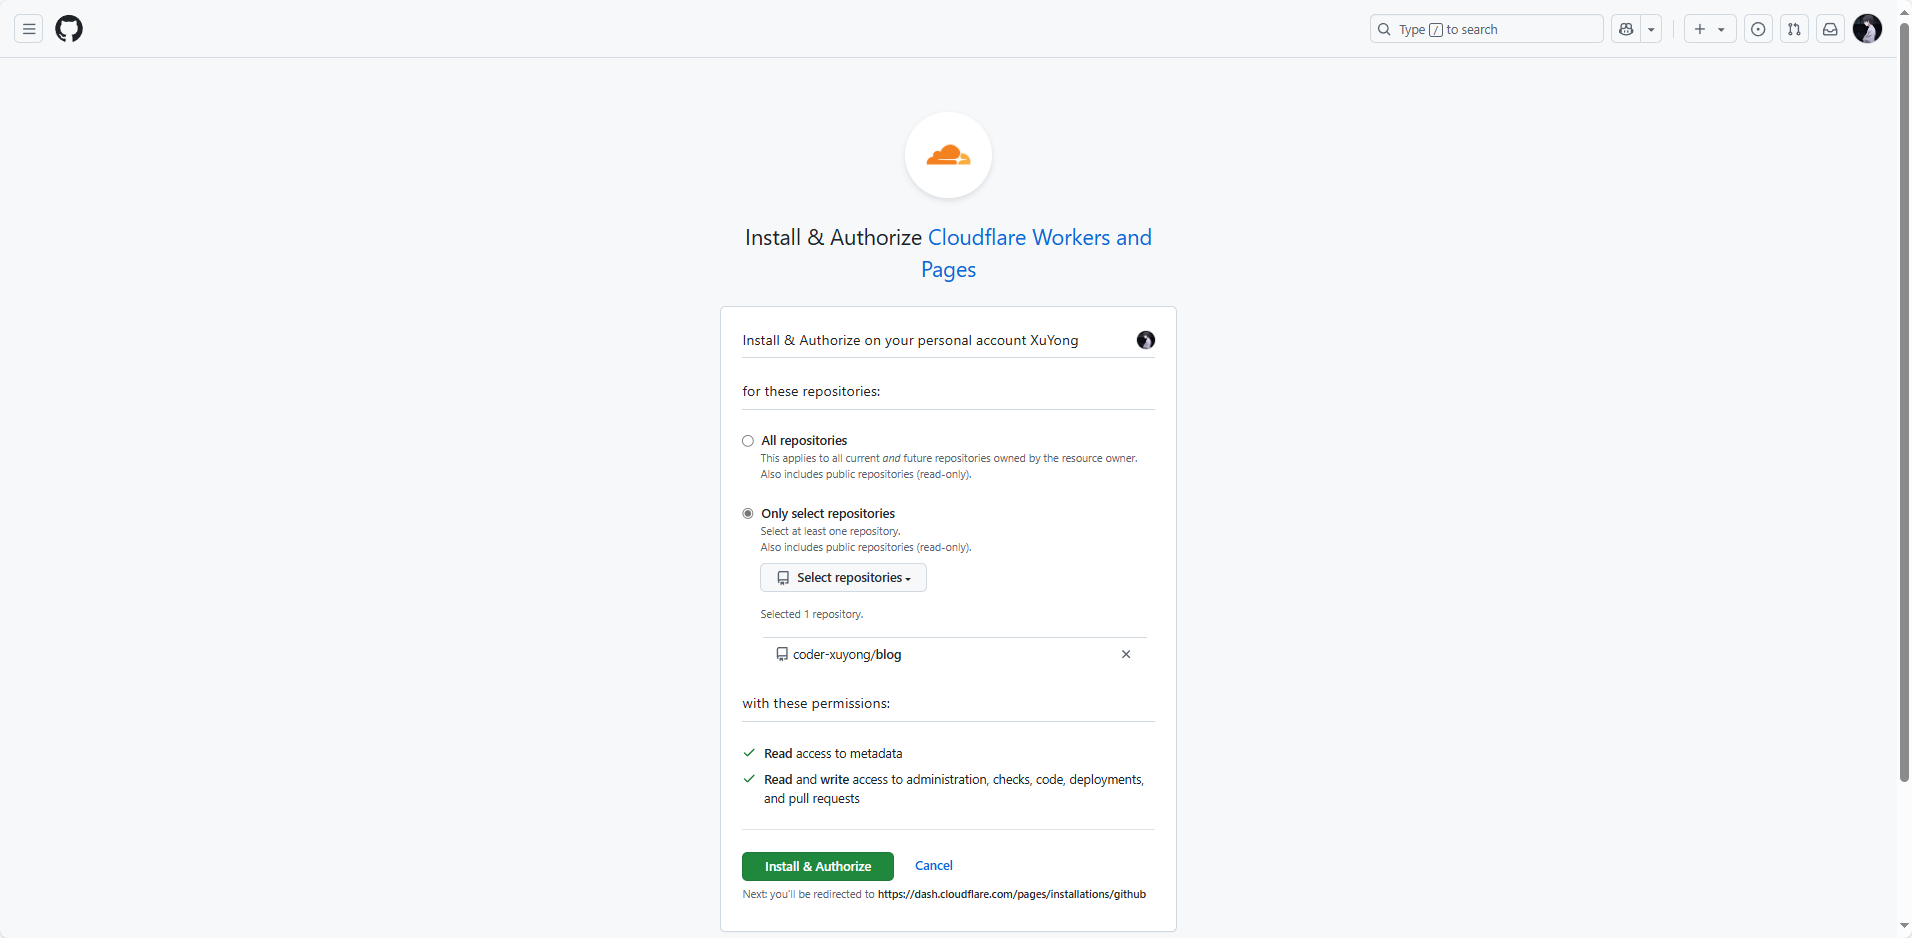 Type / to search
Install & Authorize Cloudflare Workers and
Pages
Install & Authorize on your personal account XuYong
for these repositories:
All repositories
This applies to all current and future repositories owned by the resource owner.
Also includes public repositories (read-only).
Only select repositories
Select at least one repository.
Also includes public repositories (read-only).
Select repositories
Selected 1 repository.
coder-xuyong/blog
with these permissions:
Read access to metadata
Read and write access to administration, checks, code, deployments,
and pull requests
Install & Authorize Cancel
Next: you'll be redirected to https://dash.cloudflare.com/pages/installations/github